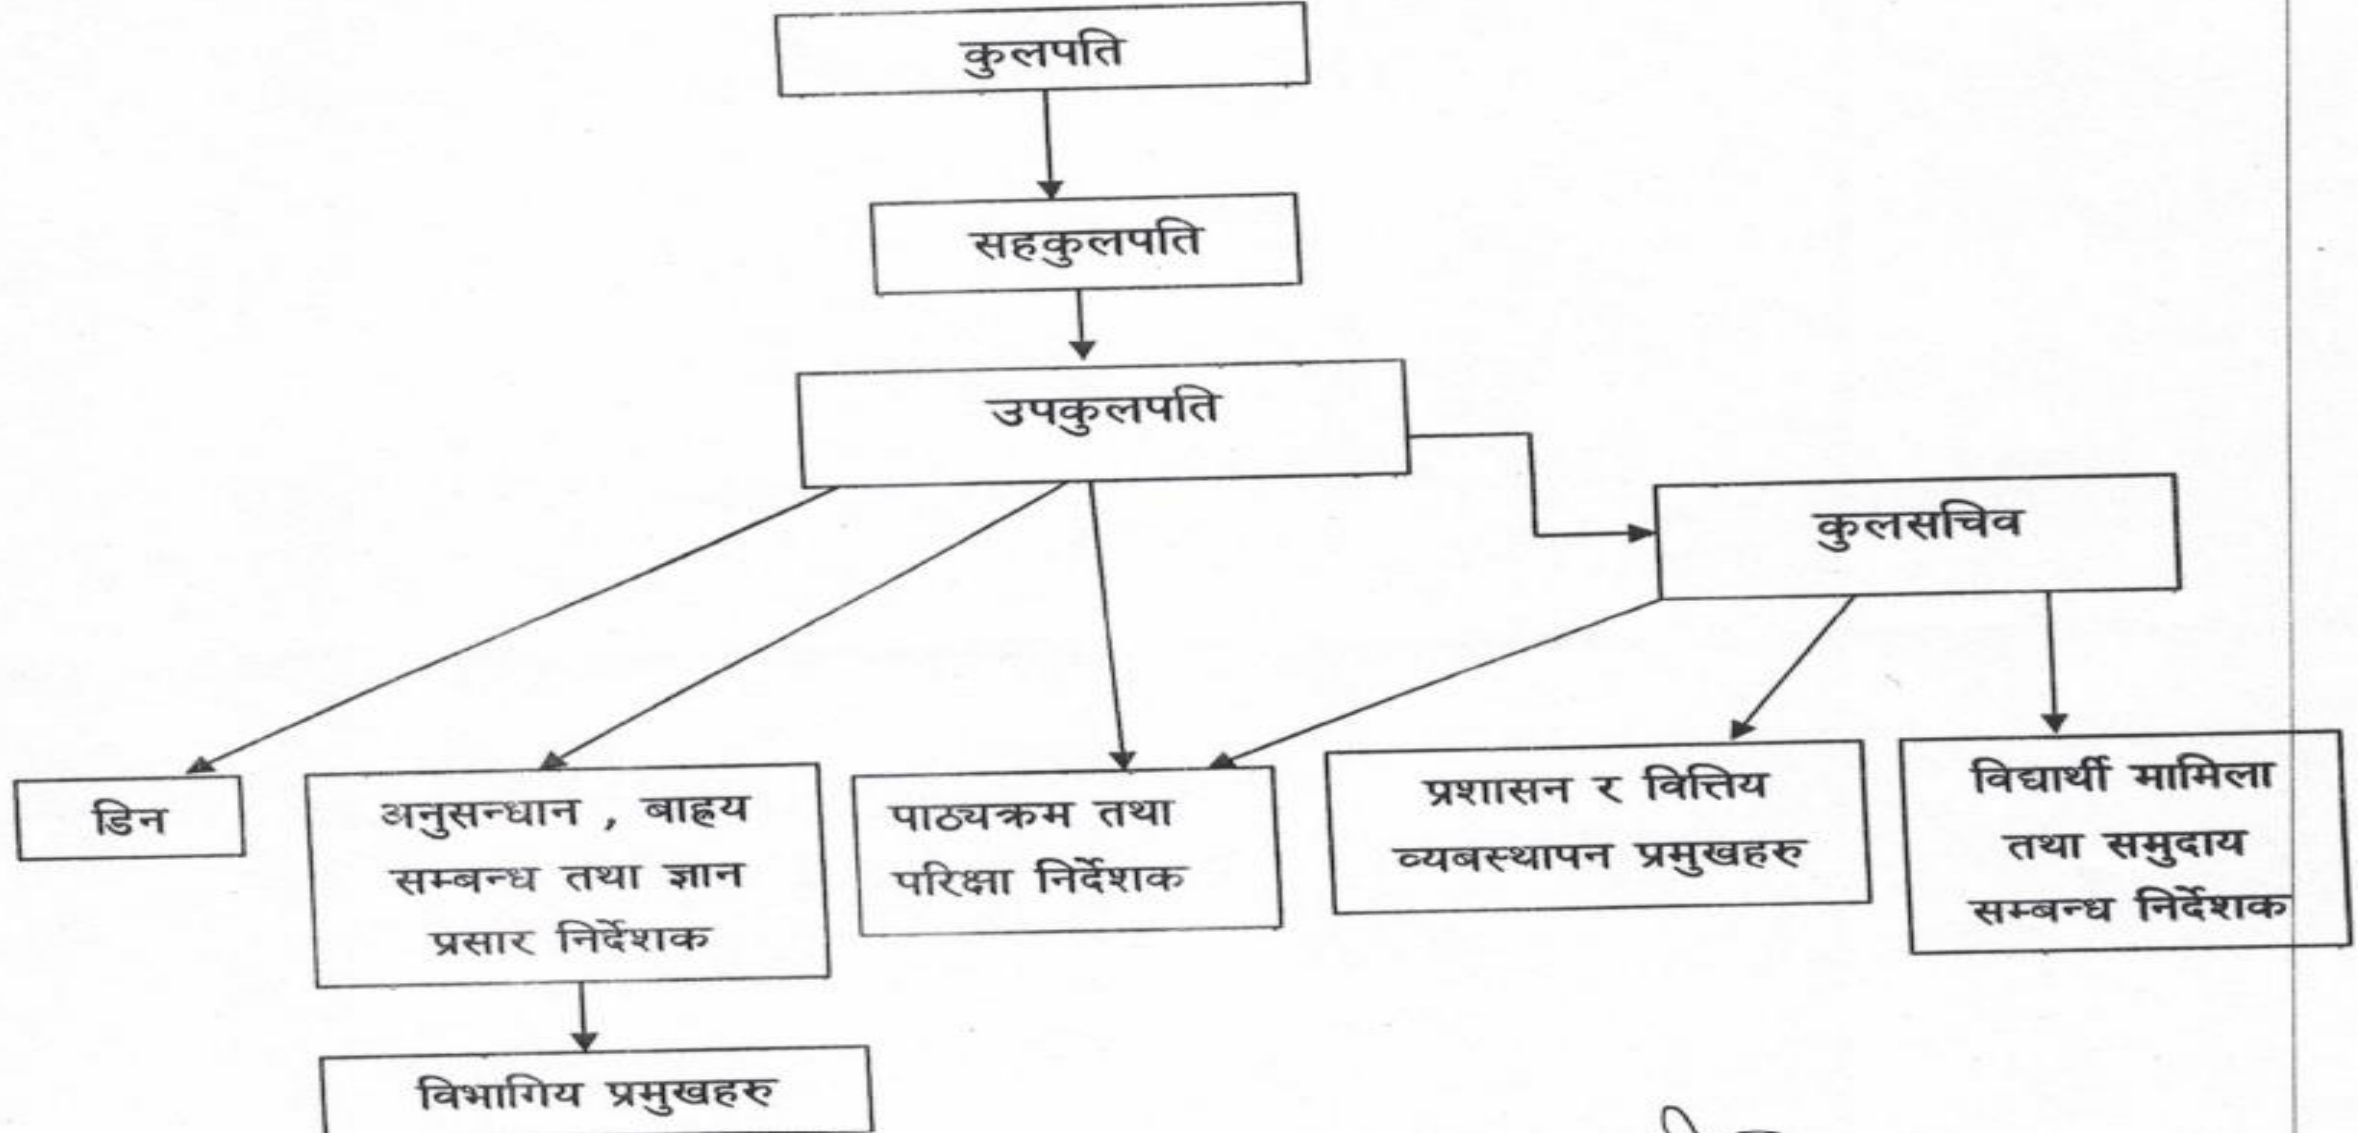 कुलपति
सहकुलपति
उपकुलपति
कुलसचिव
डिन
अनुसन्धान , बाह्रय
सम्बन्ध तथा ज्ञान
प्रसार निर्देशक
पाठ्यक्रम तथा
परिक्षा निर्देशक
प्रशासन र वित्तिय
व्यबस्थापन प्रमुखहरु
विद्यार्थी मामिला
तथा समुदाय
सम्बन्ध निर्देशक
विभागिय प्रमुखहरु